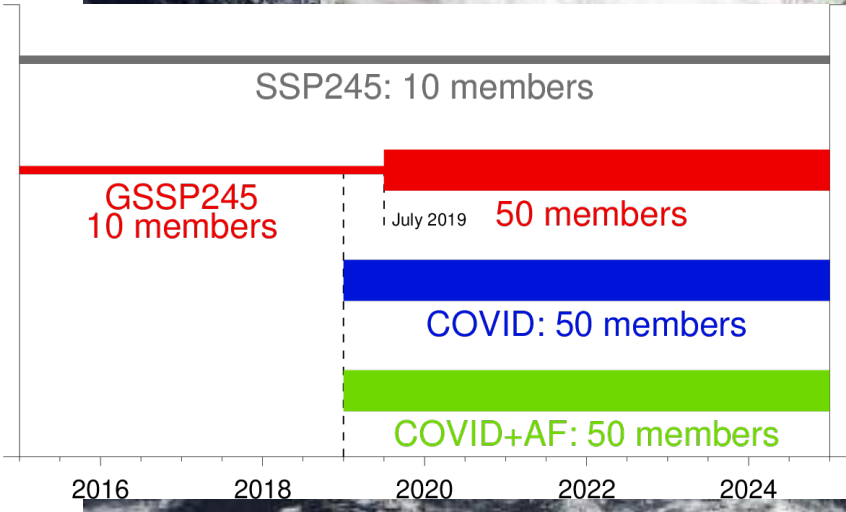 SSP245: 10 members
GSSP245
10 members
July 2019
50 members
COVID: 50 members
COVID+AF: 50 members
2016
2018
2020
2022
2024